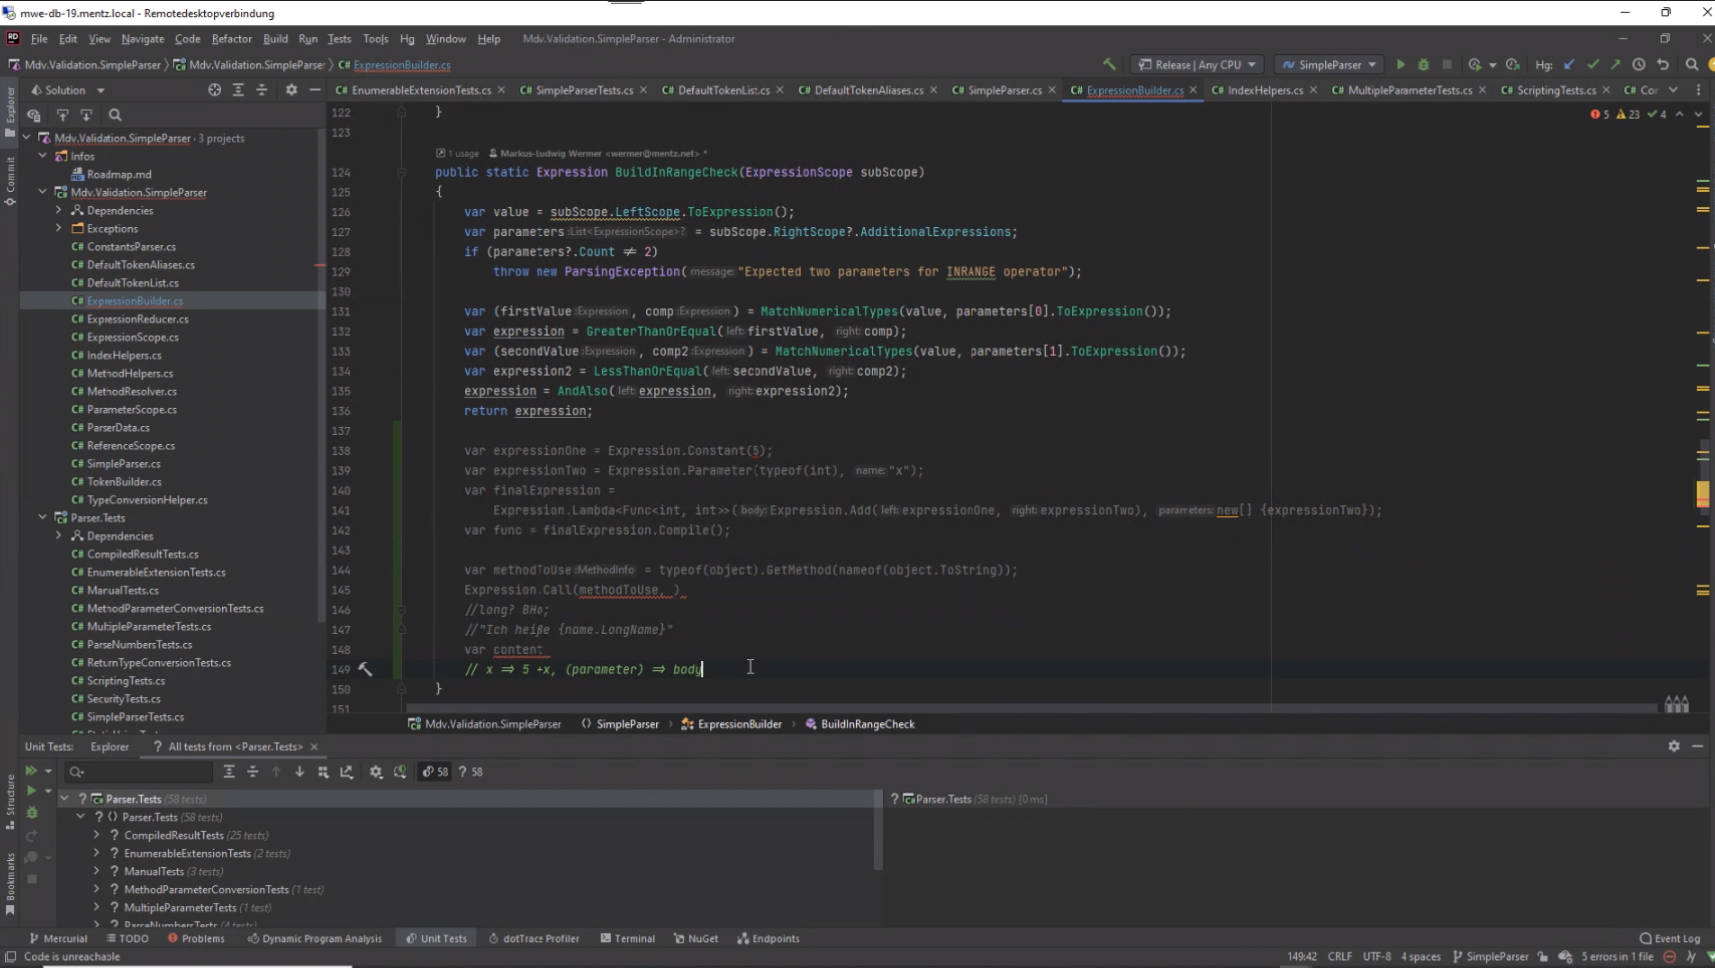 mwe-db-19.mentz.local - Remotedesktopverbindung
File Edit View Navigate Code Refactor Build Run Tests Tools Hg Window Help Mdv.Validation.SimpleParser - Administrator
Mdv.Validation.SimpleParser Mdv.Validation.SimpleParser ExpressionBuilder.cs Release | Any CPU SimpleParser Hg:
Solution
EnumerableExtensionTests.cs SimpleParserTests.cs DefaultTokenList.cs DefaultTokenAliases.cs SimpleParser.cs ExpressionBuilder.cs IndexHelpers.cs MultipleParameterTests.cs ScriptingTests.cs Cor
Explorer
Commit
Structure
Bookmarks
Mdv.Validation.SimpleParser · 3 projects
Infos
Roadmap.md
Mdv.Validation.SimpleParser
Dependencies
Exceptions
C# ConstantsParser.cs
C# DefaultTokenAliases.cs
C# DefaultTokenList.cs
C# ExpressionBuilder.cs
C# ExpressionReducer.cs
C# ExpressionScope.cs
C# IndexHelpers.cs
C# MethodHelpers.cs
C# MethodResolver.cs
C# ParameterScope.cs
C# ParserData.cs
C# ReferenceScope.cs
C# SimpleParser.cs
C# TokenBuilder.cs
C# TypeConversionHelper.cs
Parser.Tests
Dependencies
C# CompiledResultTests.cs
C# EnumerableExtensionTests.cs
C# ManualTests.cs
C# MethodParameterConversionTests.cs
C# MultipleParameterTests.cs
C# ParseNumbersTests.cs
C# ReturnTypeConversionTests.cs
C# ScriptingTests.cs
C# SecurityTests.cs
C# SimpleParserTests.cs
5 23 4
122 }
123
1 usage Markus-Ludwig Wermer <wermer@mentz.net> *
124 public static Expression BuildInRangeCheck(ExpressionScope subScope)
125 {
126 var value = subScope.LeftScope.ToExpression();
127 var parameters :List<ExpressionScope>? = subScope.RightScope?.AdditionalExpressions;
128 if (parameters?.Count ≠ 2)
129 throw new ParsingException( message: "Expected two parameters for INRANGE operator");
130
131 var (firstValue :Expression , comp :Expression ) = MatchNumericalTypes(value, parameters[0].ToExpression());
132 var expression = GreaterThanOrEqual( left: firstValue, right: comp);
133 var (secondValue :Expression , comp2 :Expression ) = MatchNumericalTypes(value, parameters[1].ToExpression());
134 var expression2 = LessThanOrEqual( left: secondValue, right: comp2);
135 expression = AndAlso( left: expression, right: expression2);
136 return expression;
137
138 var expressionOne = Expression.Constant(5);
139 var expressionTwo = Expression.Parameter(typeof(int), name: "x");
140 var finalExpression =
141 Expression.Lambda<Func<int, int>>( body: Expression.Add( left: expressionOne, right: expressionTwo), parameters: new[] {expressionTwo});
142 var func = finalExpression.Compile();
143
144 var methodToUse :MethodInfo = typeof(object).GetMethod(nameof(object.ToString));
145 Expression.Call(methodToUse, )
146 //long? BHo;
147 //"Ich heiße {name.LongName}"
148 var content
149 // x ⇒ 5 +x, (parameter) ⇒ body
150 }
151
Mdv.Validation.SimpleParser SimpleParser ExpressionBuilder BuildInRangeCheck
Unit Tests: Explorer ? All tests from <Parser.Tests>
58 ? 58
? Parser.Tests (58 tests)
? Parser.Tests (58 tests)
? CompiledResultTests (25 tests)
? EnumerableExtensionTests (2 tests)
? ManualTests (3 tests)
? MethodParameterConversionTests (1 test)
? MultipleParameterTests (1 test)
? ParseNumbersTests (6 tests)
? Parser.Tests (58 tests) [0 ms]
Mercurial TODO Problems Dynamic Program Analysis Unit Tests dotTrace Profiler Terminal NuGet Endpoints Event Log
Code is unreachable 149:42 CRLF UTF-8 4 spaces SimpleParser 5 errors in 1 file